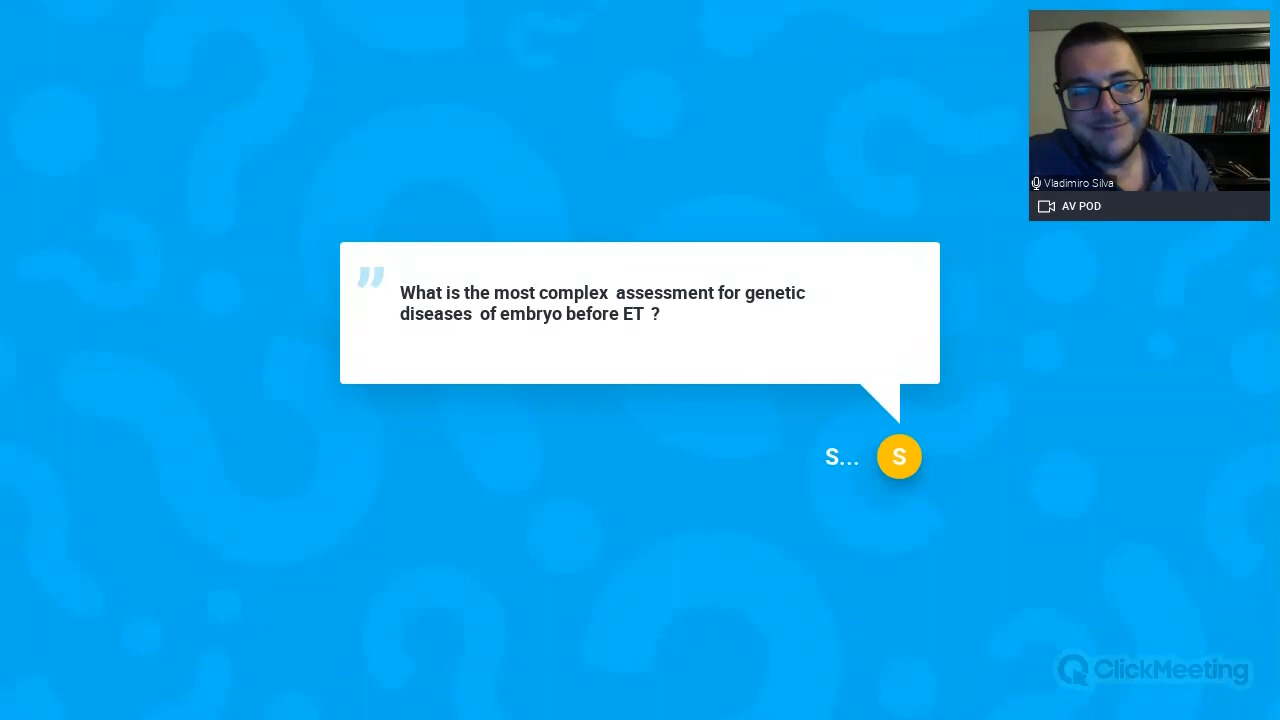 Vladimiro Silva
AV POD
"
What is the most complex  assessment for genetic
diseases  of embryo before ET  ?
S... S
ClickMeeting